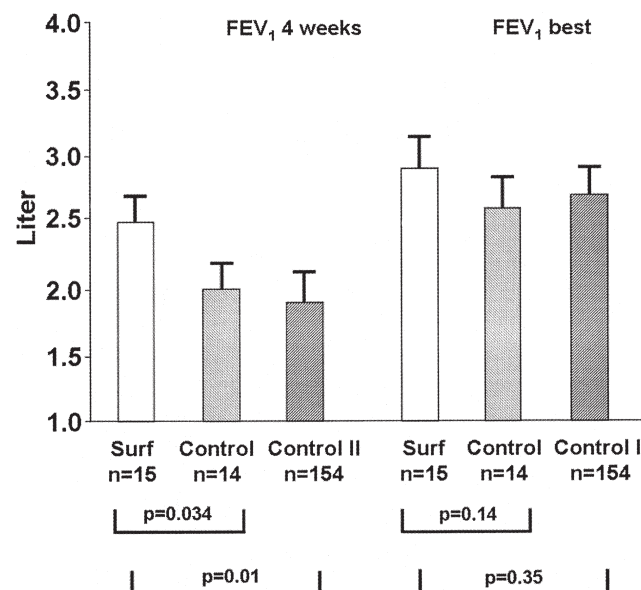 FEV₁ 4 weeks FEV₁ best
4.0
3.5
3.0
2.5
2.0
1.5
1.0
Liter
Surf Control Control II Surf Control Control I
n=15 n=14 n=154 n=15 n=14 n=154
p=0.034 p=0.14
p=0.01 p=0.35